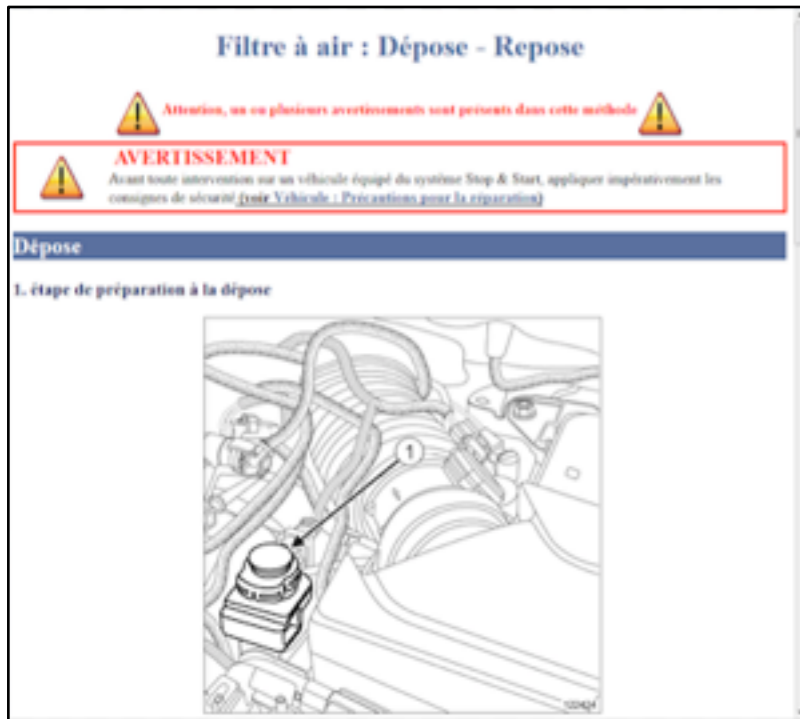 Filtre à air : Dépose - Repose
Attention, un ou plusieurs avertissements sont présents dans cette méthode
AVERTISSEMENT
Avant toute intervention sur un véhicule équipé du système Stop & Start, appliquer impérativement les
consignes de sécurité (voir Véhicule : Précautions pour la réparation)
Dépose
1. étape de préparation à la dépose
1
122424